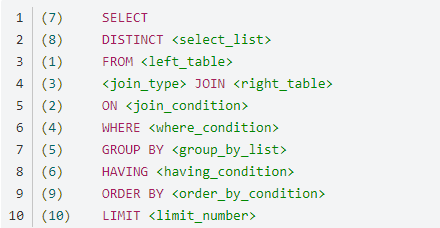 1 (7) SELECT
2 (8) DISTINCT <select_list>
3 (1) FROM <left_table>
4 (3) <join_type> JOIN <right_table>
5 (2) ON <join_condition>
6 (4) WHERE <where_condition>
7 (5) GROUP BY <group_by_list>
8 (6) HAVING <having_condition>
9 (9) ORDER BY <order_by_condition>
10 (10) LIMIT <limit_number>